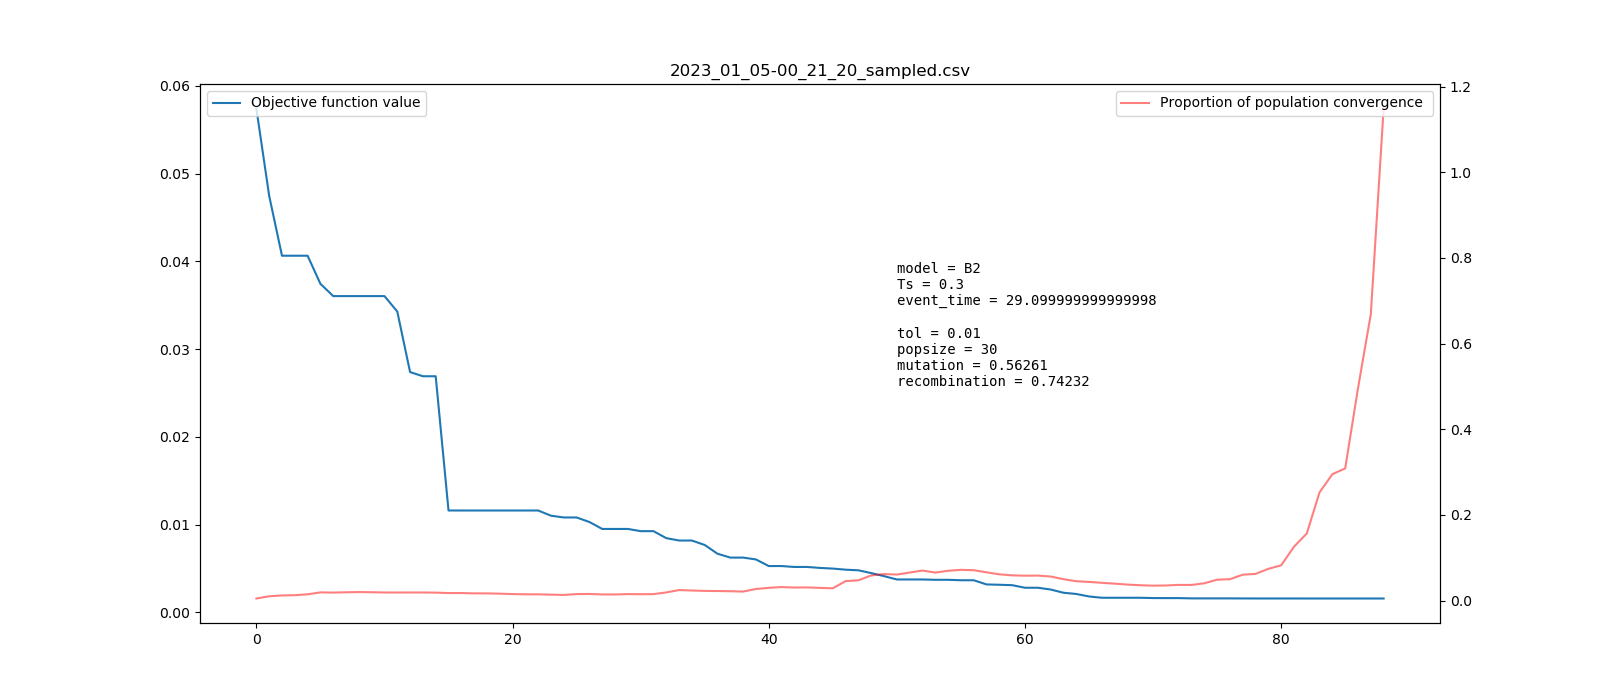 2023_01_05-00_21_20_sampled.csv
Objective function value
Proportion of population convergence
0.06
0.05
0.04
0.03
0.02
0.01
0.00
1.2
1.0
0.8
0.6
0.4
0.2
0.0
model = B2
Ts = 0.3
event_time = 29.099999999999998
tol = 0.01
popsize = 30
mutation = 0.56261
recombination = 0.74232
0 20 40 60 80